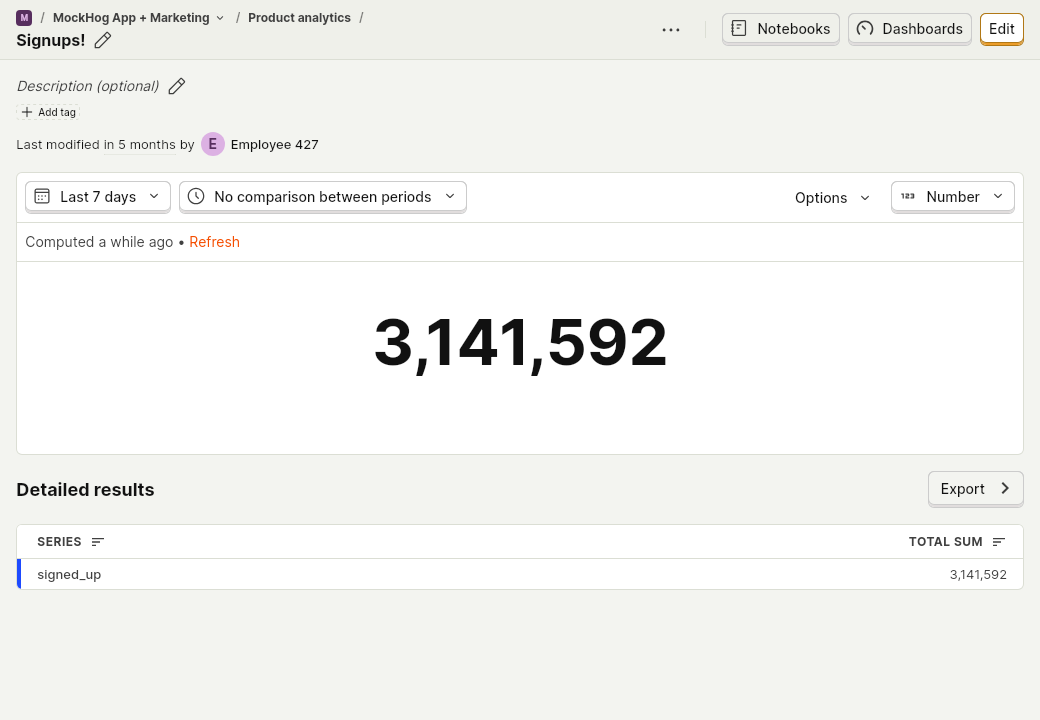 M / MockHog App + Marketing / Product analytics /
Signups!
Notebooks
Dashboards
Edit
Description (optional)
Add tag
Last modified in 5 months by E Employee 427
Last 7 days
No comparison between periods
Options
123 Number
Computed a while ago • Refresh
3,141,592
Detailed results
Export
SERIES
TOTAL SUM
signed_up
3,141,592